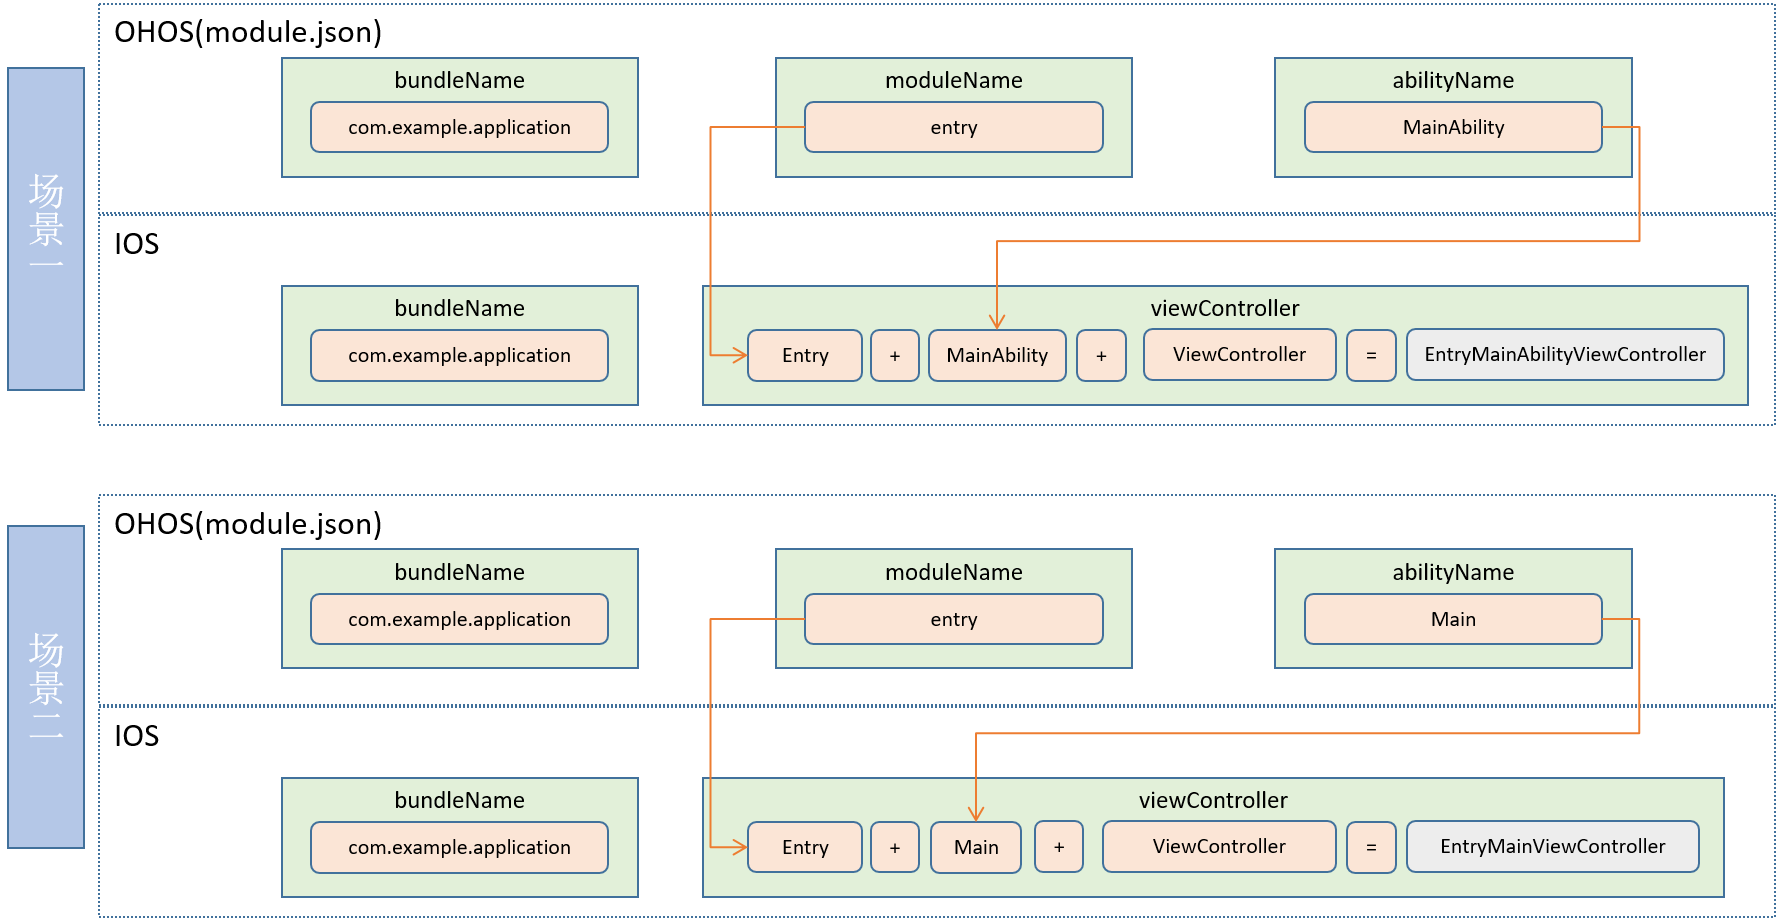 场景一
OHOS(module.json)
bundleName
com.example.application
moduleName
entry
abilityName
MainAbility
IOS
bundleName
com.example.application
viewController
Entry + MainAbility + ViewController = EntryMainAbilityViewController
场景二
OHOS(module.json)
bundleName
com.example.application
moduleName
entry
abilityName
Main
IOS
bundleName
com.example.application
viewController
Entry + Main + ViewController = EntryMainViewController